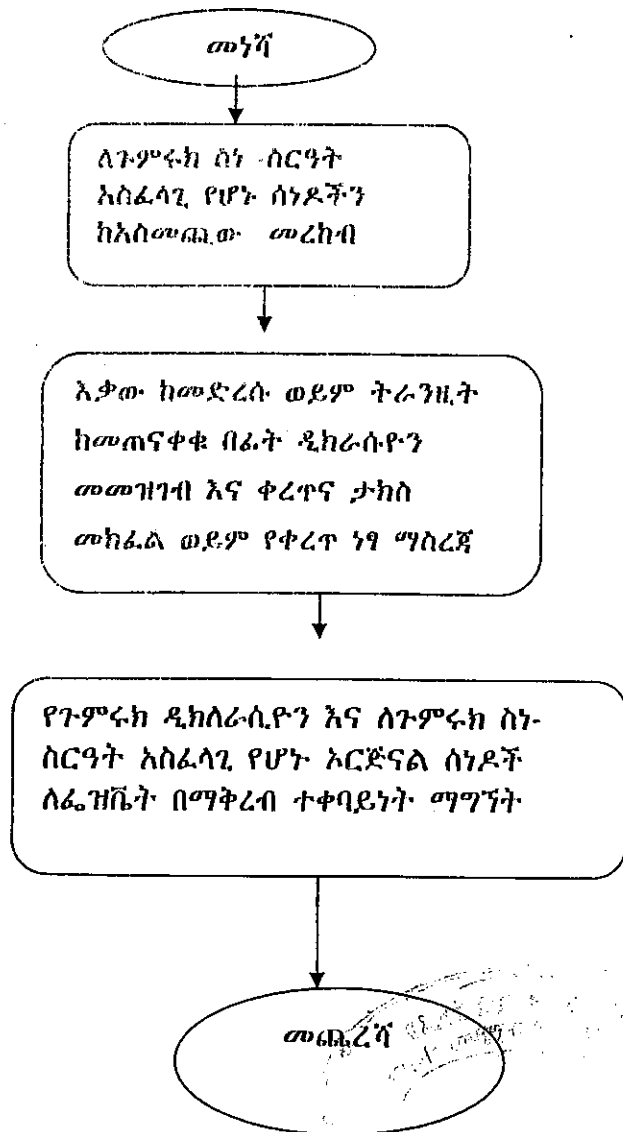 መነሻ
ለጉምሩክ ስነ ስርዓት
አስፈላጊ የሆኑ ሰነዶችን
ከአስመጪው መረከብ
እቃው ከመድረሱ ወይም ትራንዚት
ከመጠናቀቁ በፊት ዲክራሱዮን
መመዝገብ እና ቀረጥና ታክስ
መክፈል ወይም የቀረጥ ነፃ ማስረጃ
የጉምሩክ ዲክለራሲዮን እና ለጉምሩክ ስነ-
ስርዓት አስፈላጊ የሆኑ ኦርጅናል ሰነዶች
ለፌዝቬት በማቅረብ ተቀባይነት ማግኘት
መጨረሻ